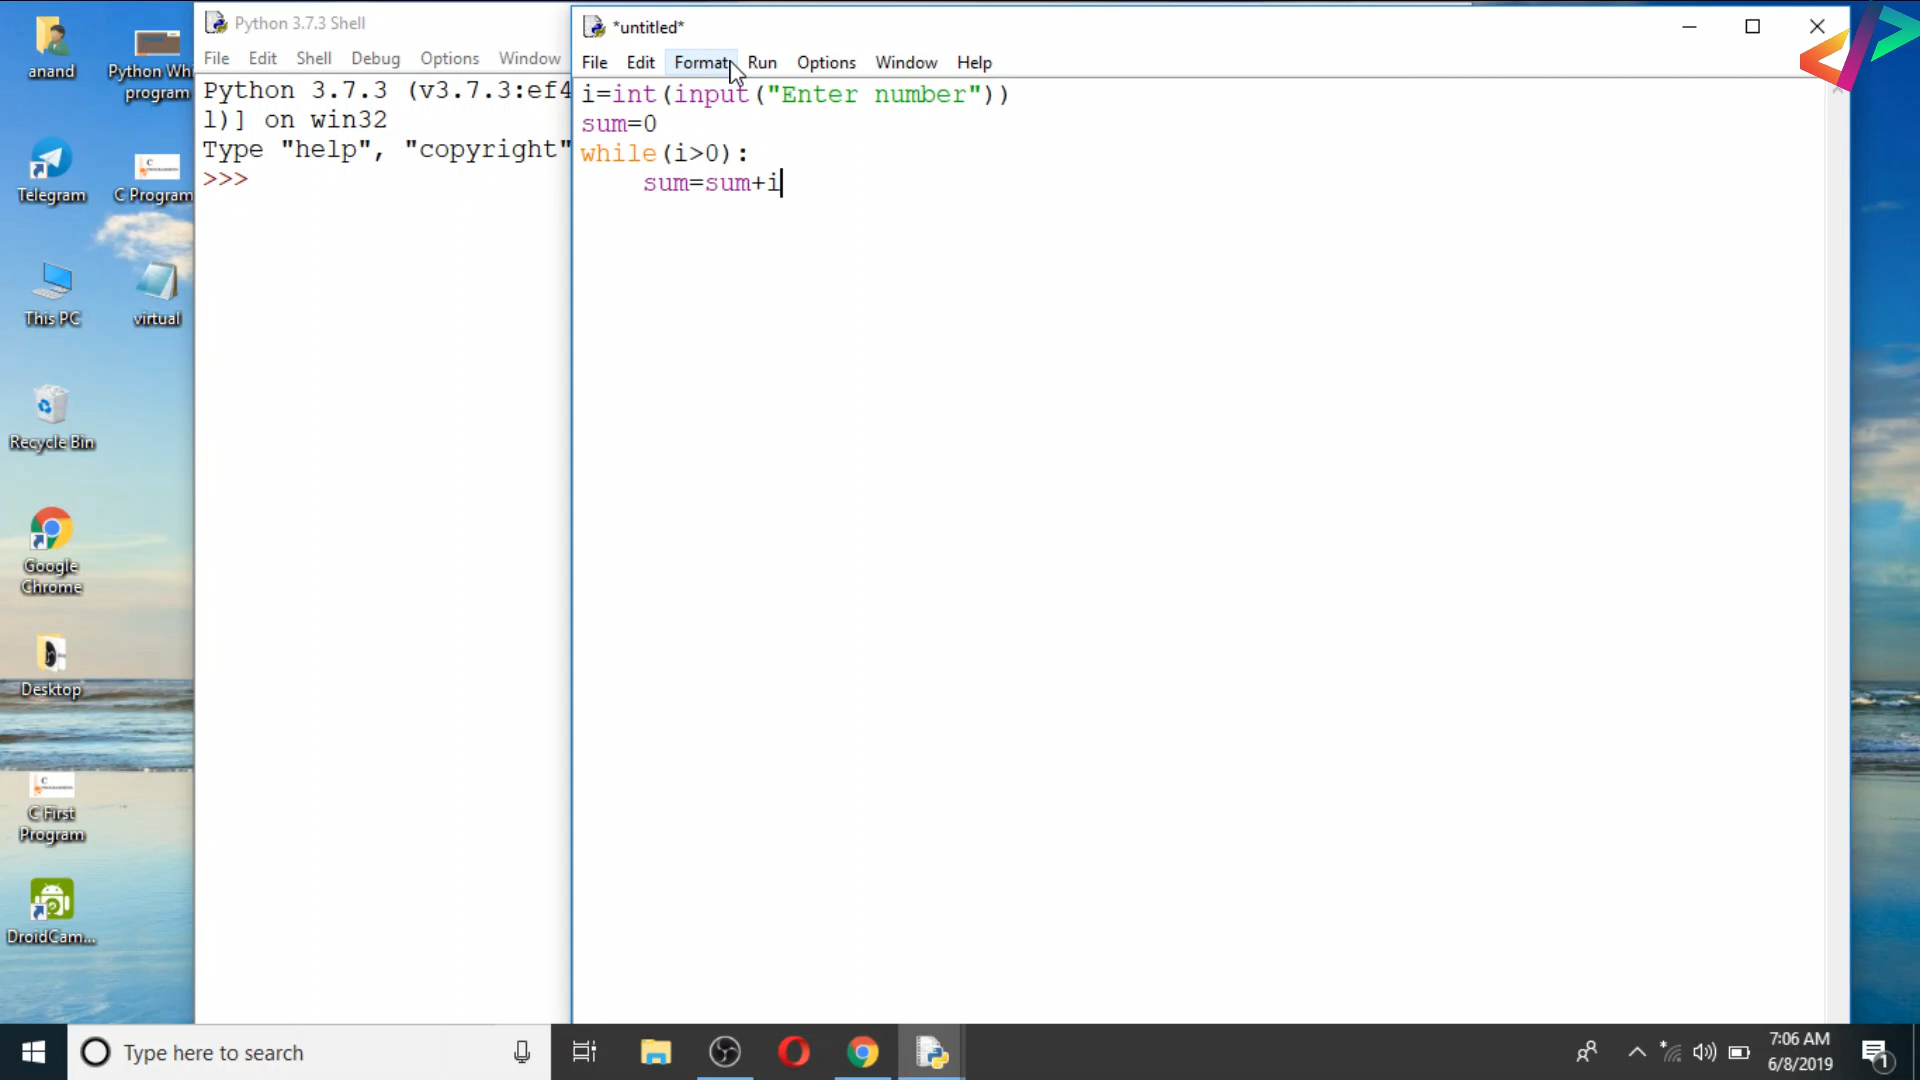 Python 3.7.3 Shell
File Edit Shell Debug Options Window
Python 3.7.3 (v3.7.3:ef4
l)] on win32
Type "help", "copyright"
>>>
*untitled*
File Edit Format Run Options Window Help
i=int(input("Enter number"))
sum=0
while(i>0):
    sum=sum+i
anand
Python Whi
program
Telegram
C Program
This PC
virtual
Recycle Bin
Google
Chrome
Desktop
C First
Program
DroidCam...
Type here to search
7:06 AM
6/8/2019
1